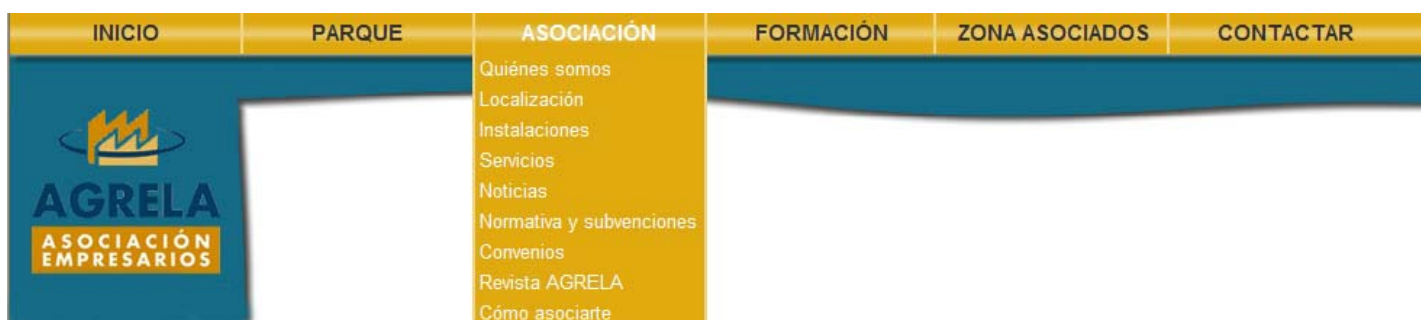 INICIO PARQUE ASOCIACIÓN FORMACIÓN ZONA ASOCIADOS CONTACTAR
Quiénes somos
Localización
Instalaciones
Servicios
Noticias
Normativa y subvenciones
Convenios
Revista AGRELA
Cómo asociarte
AGRELA
ASOCIACIÓN
EMPRESARIOS